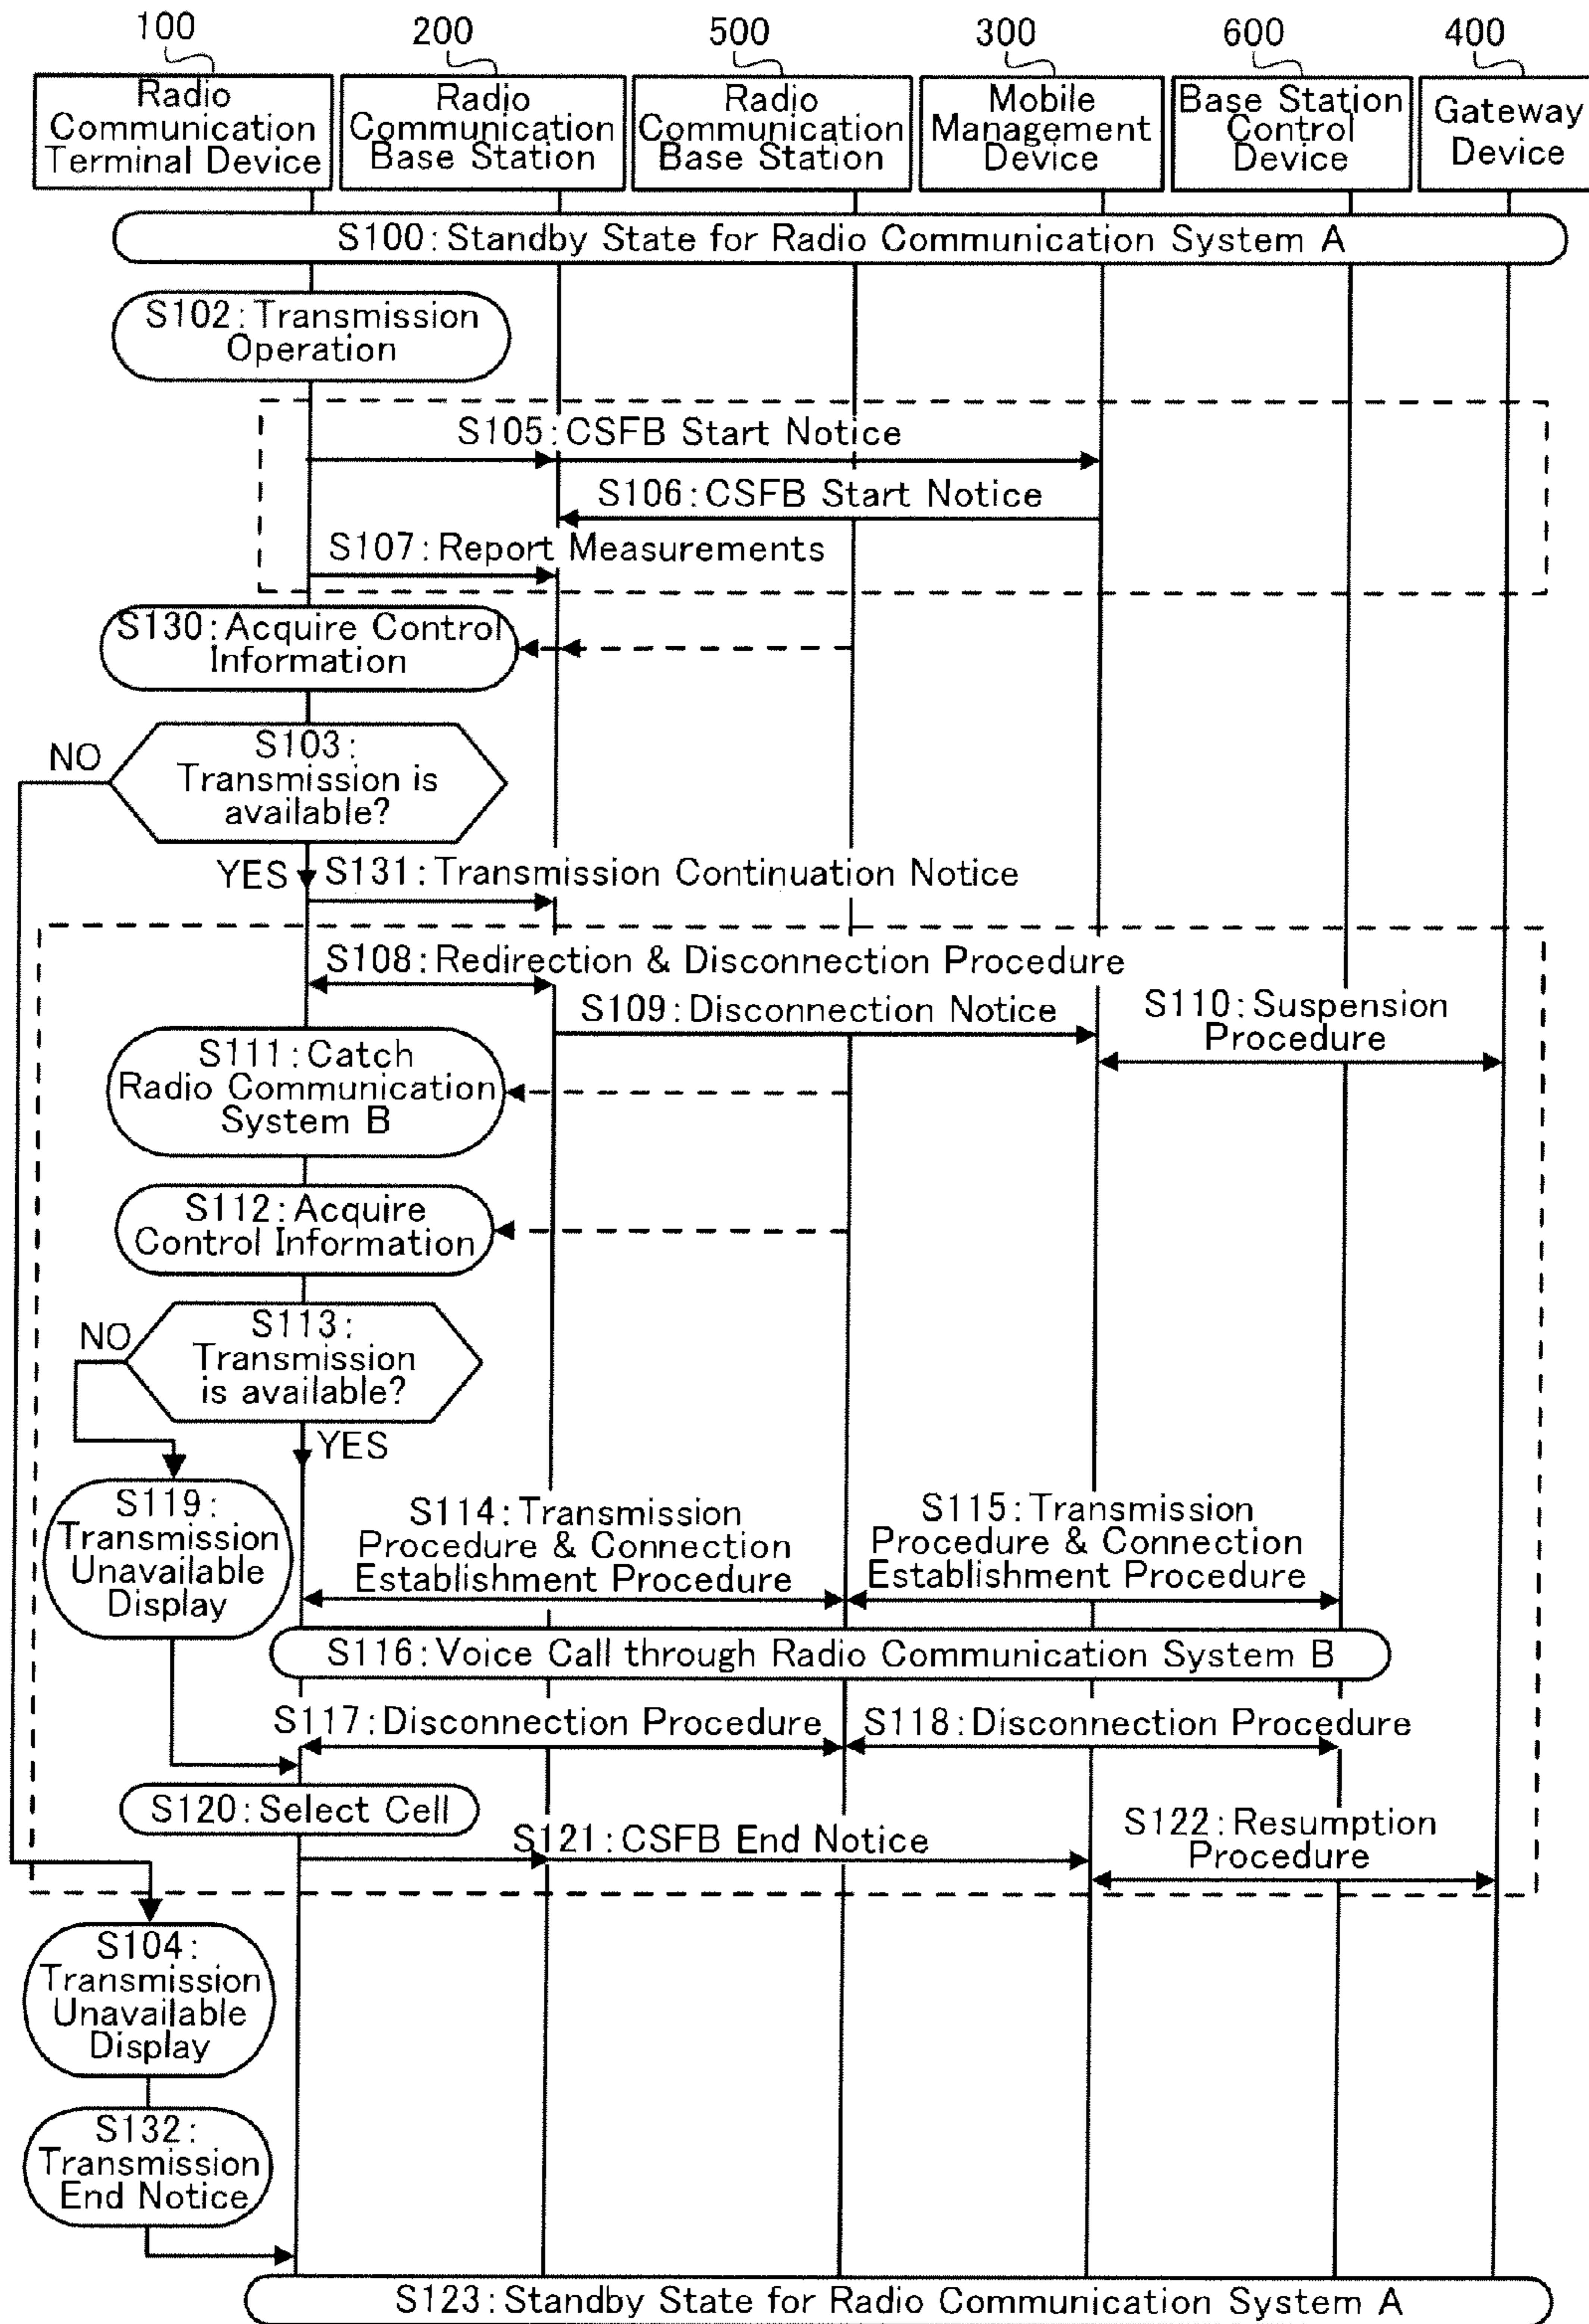 100
200
500
300
600
400
Radio
Communication
Terminal Device
Radio
Communication
Base Station
Radio
Communication
Base Station
Mobile
Management
Device
Base Station
Control
Device
Gateway
Device
S100:Standby State for Radio Communication System A
S102:Transmission
Operation
S105:CSFB Start Notice
S106:CSFB Start Notice
S107:Report Measurements
S130:Acquire Control
Information
S103:
Transmission is
available?
NO
YES
S131:Transmission Continuation Notice
S108:Redirection & Disconnection Procedure
S109:Disconnection Notice
S110:Suspension
Procedure
S111:Catch
Radio Communication
System B
S112:Acquire
Control Information
S113:
Transmission
is available?
NO
YES
S119:
Transmission
Unavailable
Display
S114:Transmission
Procedure & Connection
Establishment Procedure
S115:Transmission
Procedure & Connection
Establishment Procedure
S116:Voice Call through Radio Communication System B
S117:Disconnection Procedure
S118:Disconnection Procedure
S120:Select Cell
S121:CSFB End Notice
S122:Resumption
Procedure
S104:
Transmission
Unavailable
Display
S132:
Transmission
End Notice
S123:Standby State for Radio Communication System A